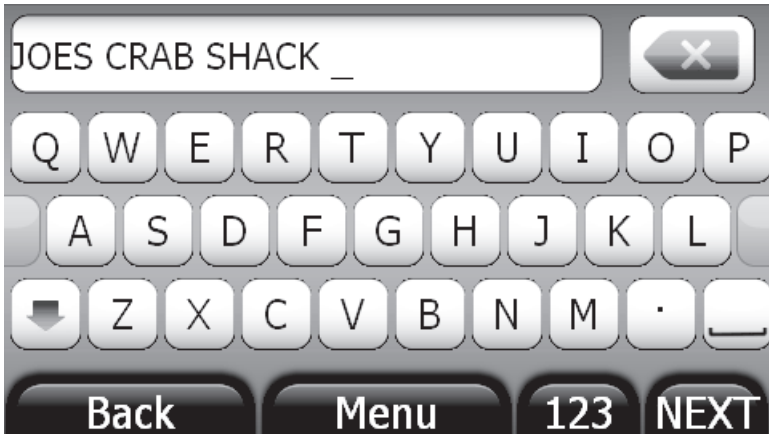 JOES CRAB SHACK _
Q W E R T Y U I O P
A S D F G H J K L
Z X C V B N M .
Back Menu 123 NEXT